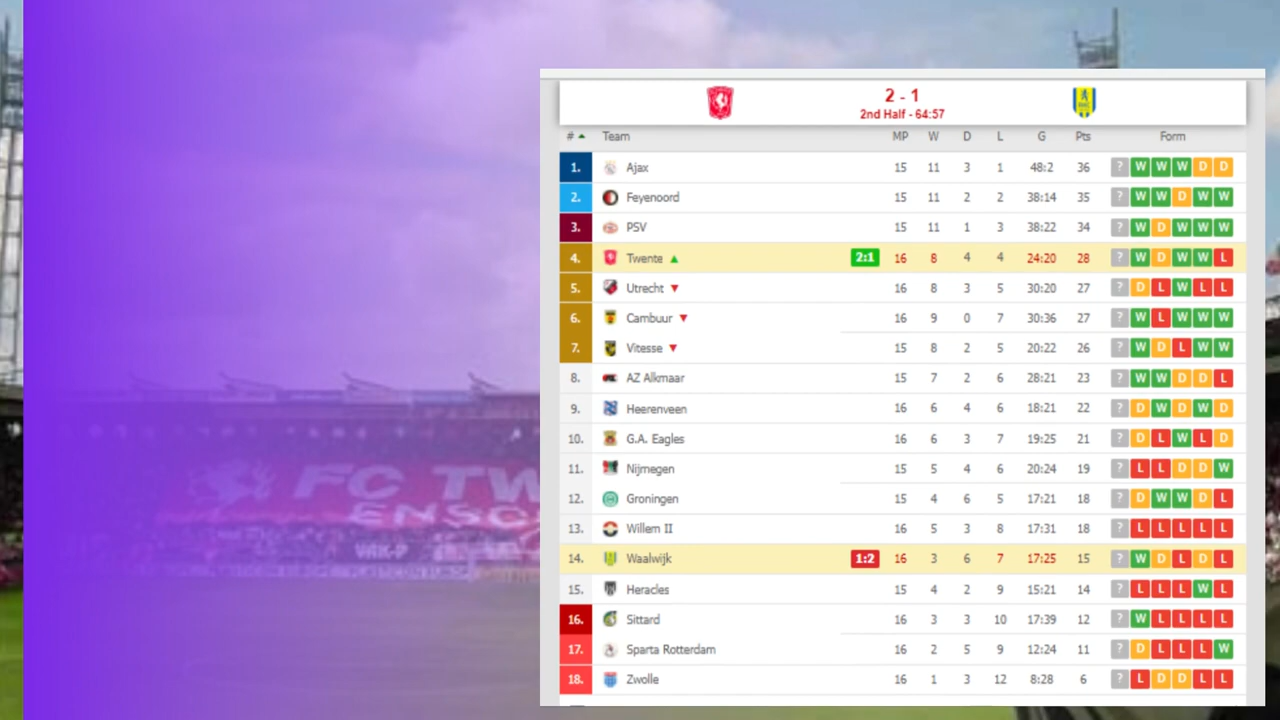 2 - 1
2nd Half - 64:57
# Team MP W D L G Pts Form
1. Ajax 15 11 3 1 48:2 36 ? W W W D D
2. Feyenoord 15 11 2 2 38:14 35 ? W W D W W
3. PSV 15 11 1 3 38:22 34 ? W D W W W
4. Twente 2:1 16 8 4 4 24:20 28 ? W D W W L
5. Utrecht 16 8 3 5 30:20 27 ? D L W L L
6. Cambuur 16 9 0 7 30:36 27 ? W L W W W
7. Vitesse 15 8 2 5 20:22 26 ? W D L W W
8. AZ Alkmaar 15 7 2 6 28:21 23 ? W W D D L
9. Heerenveen 16 6 4 6 18:21 22 ? D W D W D
10. G.A. Eagles 16 6 3 7 19:25 21 ? D L W L D
11. Nijmegen 15 5 4 6 20:24 19 ? L L D D W
12. Groningen 15 4 6 5 17:21 18 ? D W W D L
13. Willem II 16 5 3 8 17:31 18 ? L L L L L
14. Waalwijk 1:2 16 3 6 7 17:25 15 ? W D L D L
15. Heracles 15 4 2 9 15:21 14 ? L L L W L
16. Sittard 16 3 3 10 17:39 12 ? W L L L L
17. Sparta Rotterdam 16 2 5 9 12:24 11 ? D L L L W
18. Zwolle 16 1 3 12 8:28 6 ? L D D L L
FC TW
ENSC
VAK-P